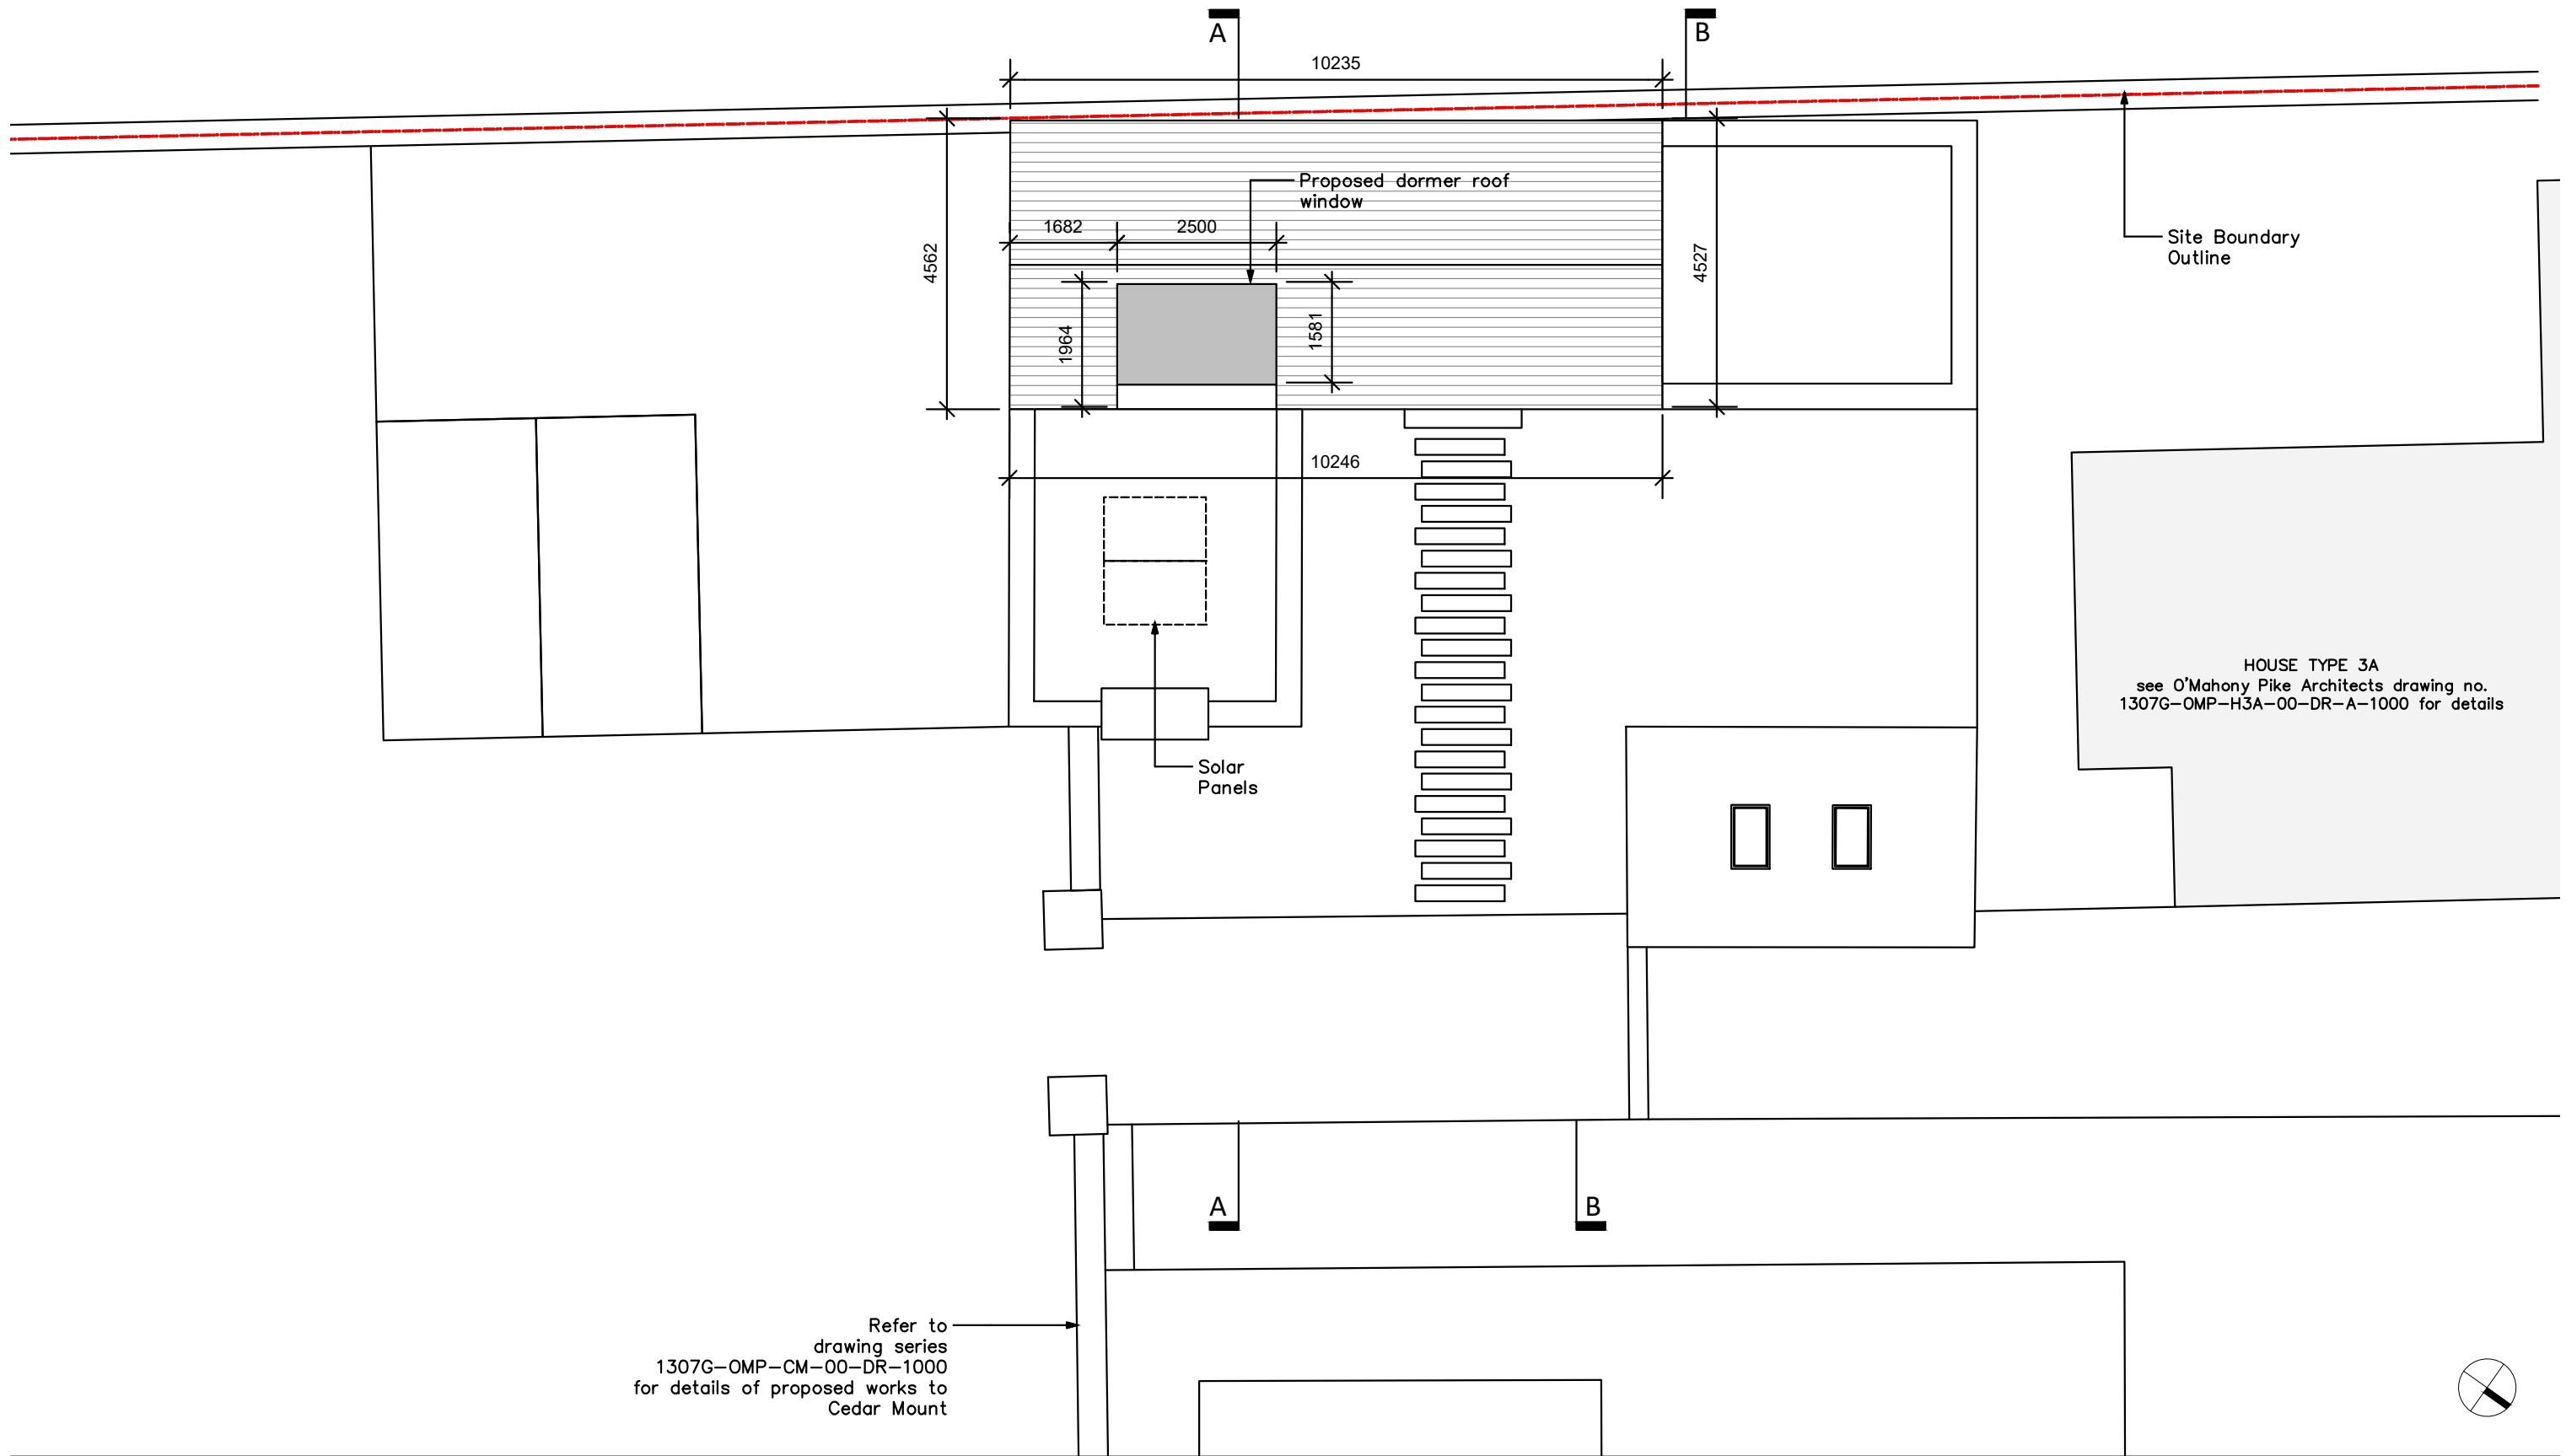 A
B
10235
Proposed dormer roof
window
1682
2500
4562
4527
Site Boundary
Outline
1964
1581
10246
HOUSE TYPE 3A
see O'Mahony Pike Architects drawing no.
1307G-OMP-H3A-00-DR-A-1000 for details
Solar
Panels
A
B
Refer to
drawing series
1307G-OMP-CM-00-DR-1000
for details of proposed works to
Cedar Mount